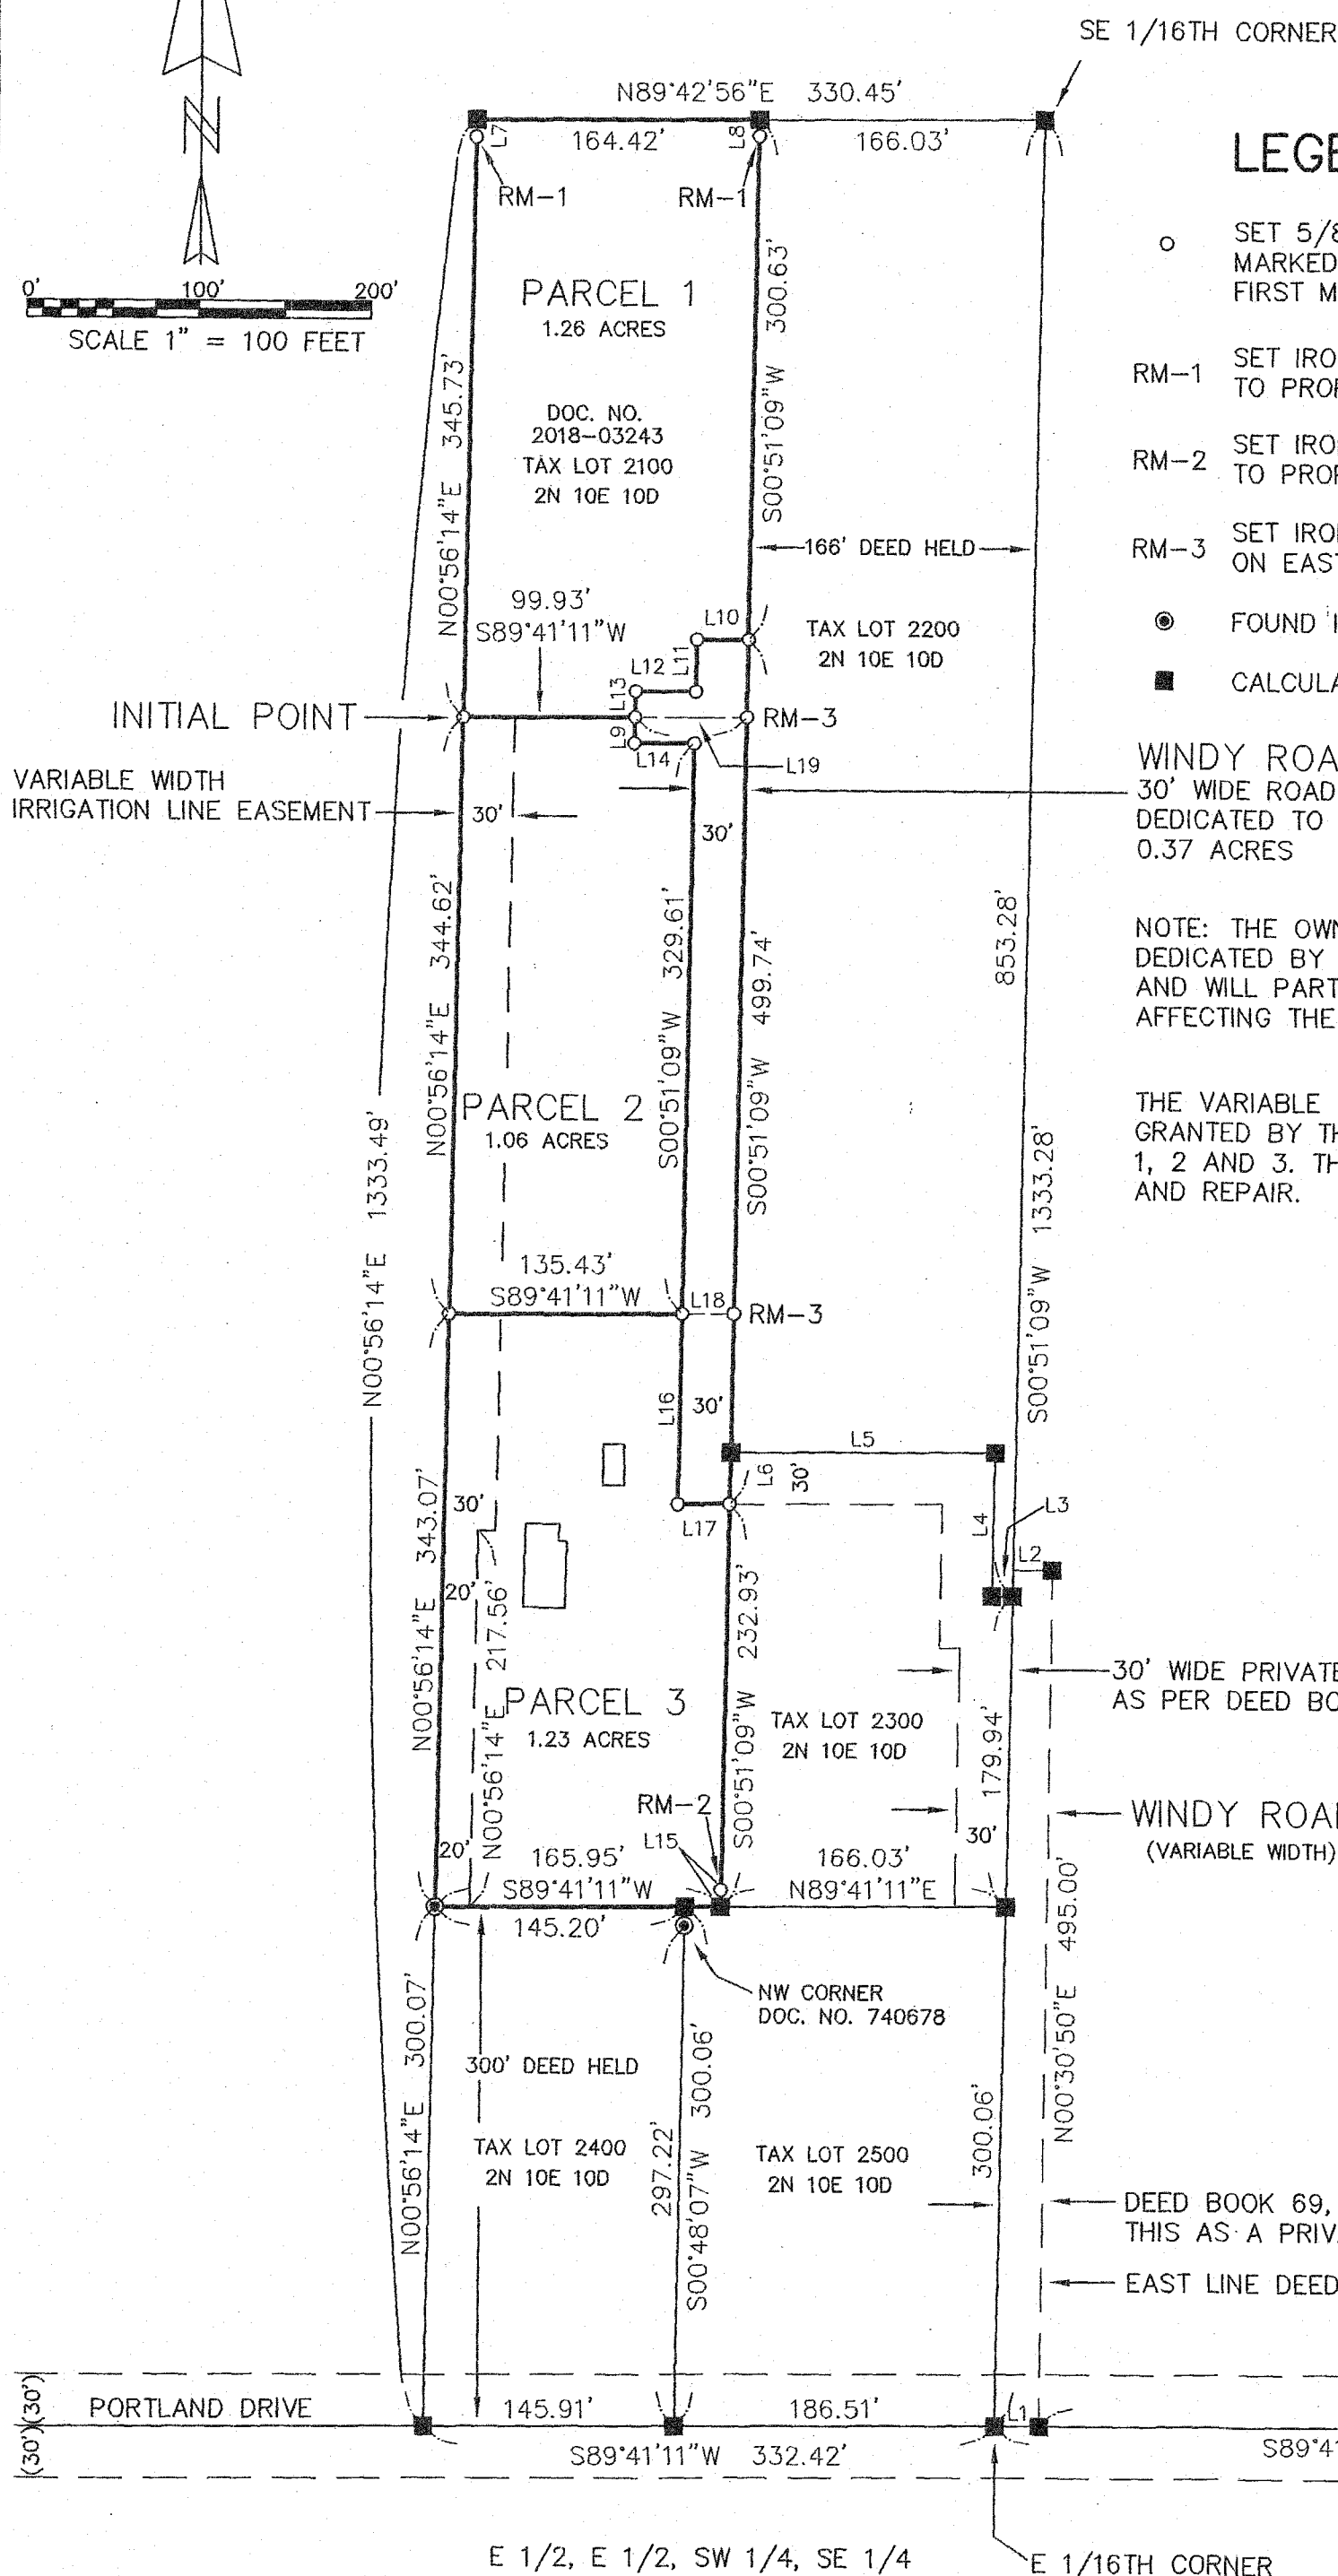 SE 1/16TH CORNER
N89°42'56"E 330.45'
L7
164.42'
L8
166.03'
N
RM-1
RM-1
0' 100' 200'
SCALE 1" = 100 FEET
PARCEL 1
1.26 ACRES
DOC. NO.
2018-03243
TAX LOT 2100
2N 10E 10D
N00°56'14"E 345.73'
S00°51'09"W 300.63'
166' DEED HELD
TAX LOT 2200
2N 10E 10D
99.93'
S89°41'11"W
L10
L11
L12
L13
L9
L14
L19
RM-3
INITIAL POINT
VARIABLE WIDTH
IRRIGATION LINE EASEMENT
30'
30'
LEGE
SET 5/8
MARKED
FIRST M
RM-1 SET IRO
TO PROP
RM-2 SET IRO
TO PROP
RM-3 SET IRO
ON EAST
FOUND
CALCULA
WINDY ROA
30' WIDE ROAD
DEDICATED TO
0.37 ACRES
NOTE: THE OWN
DEDICATED BY
AND WILL PART
AFFECTING THE
THE VARIABLE
GRANTED BY TH
1, 2 AND 3. TH
AND REPAIR.
N00°56'14"E 344.62'
S00°51'09"W 329.61'
S00°51'09"W 499.74'
853.28'
S00°51'09"W 1333.28'
N00°56'14"E 1333.49'
PARCEL 2
1.06 ACRES
135.43'
S89°41'11"W
L18
RM-3
L16
30'
L5
L6
30'
L17
L4
L3
L2
30'
20'
N00°56'14"E 343.07'
N00°56'14"E 217.56'
PARCEL 3
1.23 ACRES
S00°51'09"W 232.93'
TAX LOT 2300
2N 10E 10D
179.94'
30' WIDE PRIVATE
AS PER DEED BO
WINDY ROAD
(VARIABLE WIDTH)
RM-2
L15
20'
165.95'
S89°41'11"W
145.20'
166.03'
N89°41'11"E
30'
NW CORNER
DOC. NO. 740678
N00°56'14"E 300.07'
300' DEED HELD
TAX LOT 2400
2N 10E 10D
297.22'
S00°48'07"W 300.06'
TAX LOT 2500
2N 10E 10D
300.06'
N00°30'50"E 495.00'
DEED BOOK 69,
THIS AS A PRIVA
EAST LINE DEED
(30')(30')
PORTLAND DRIVE
145.91'
186.51'
L1
S89°41'11"W 332.42'
S89°41
E 1/2, E 1/2, SW 1/4, SE 1/4
E 1/16TH CORNER